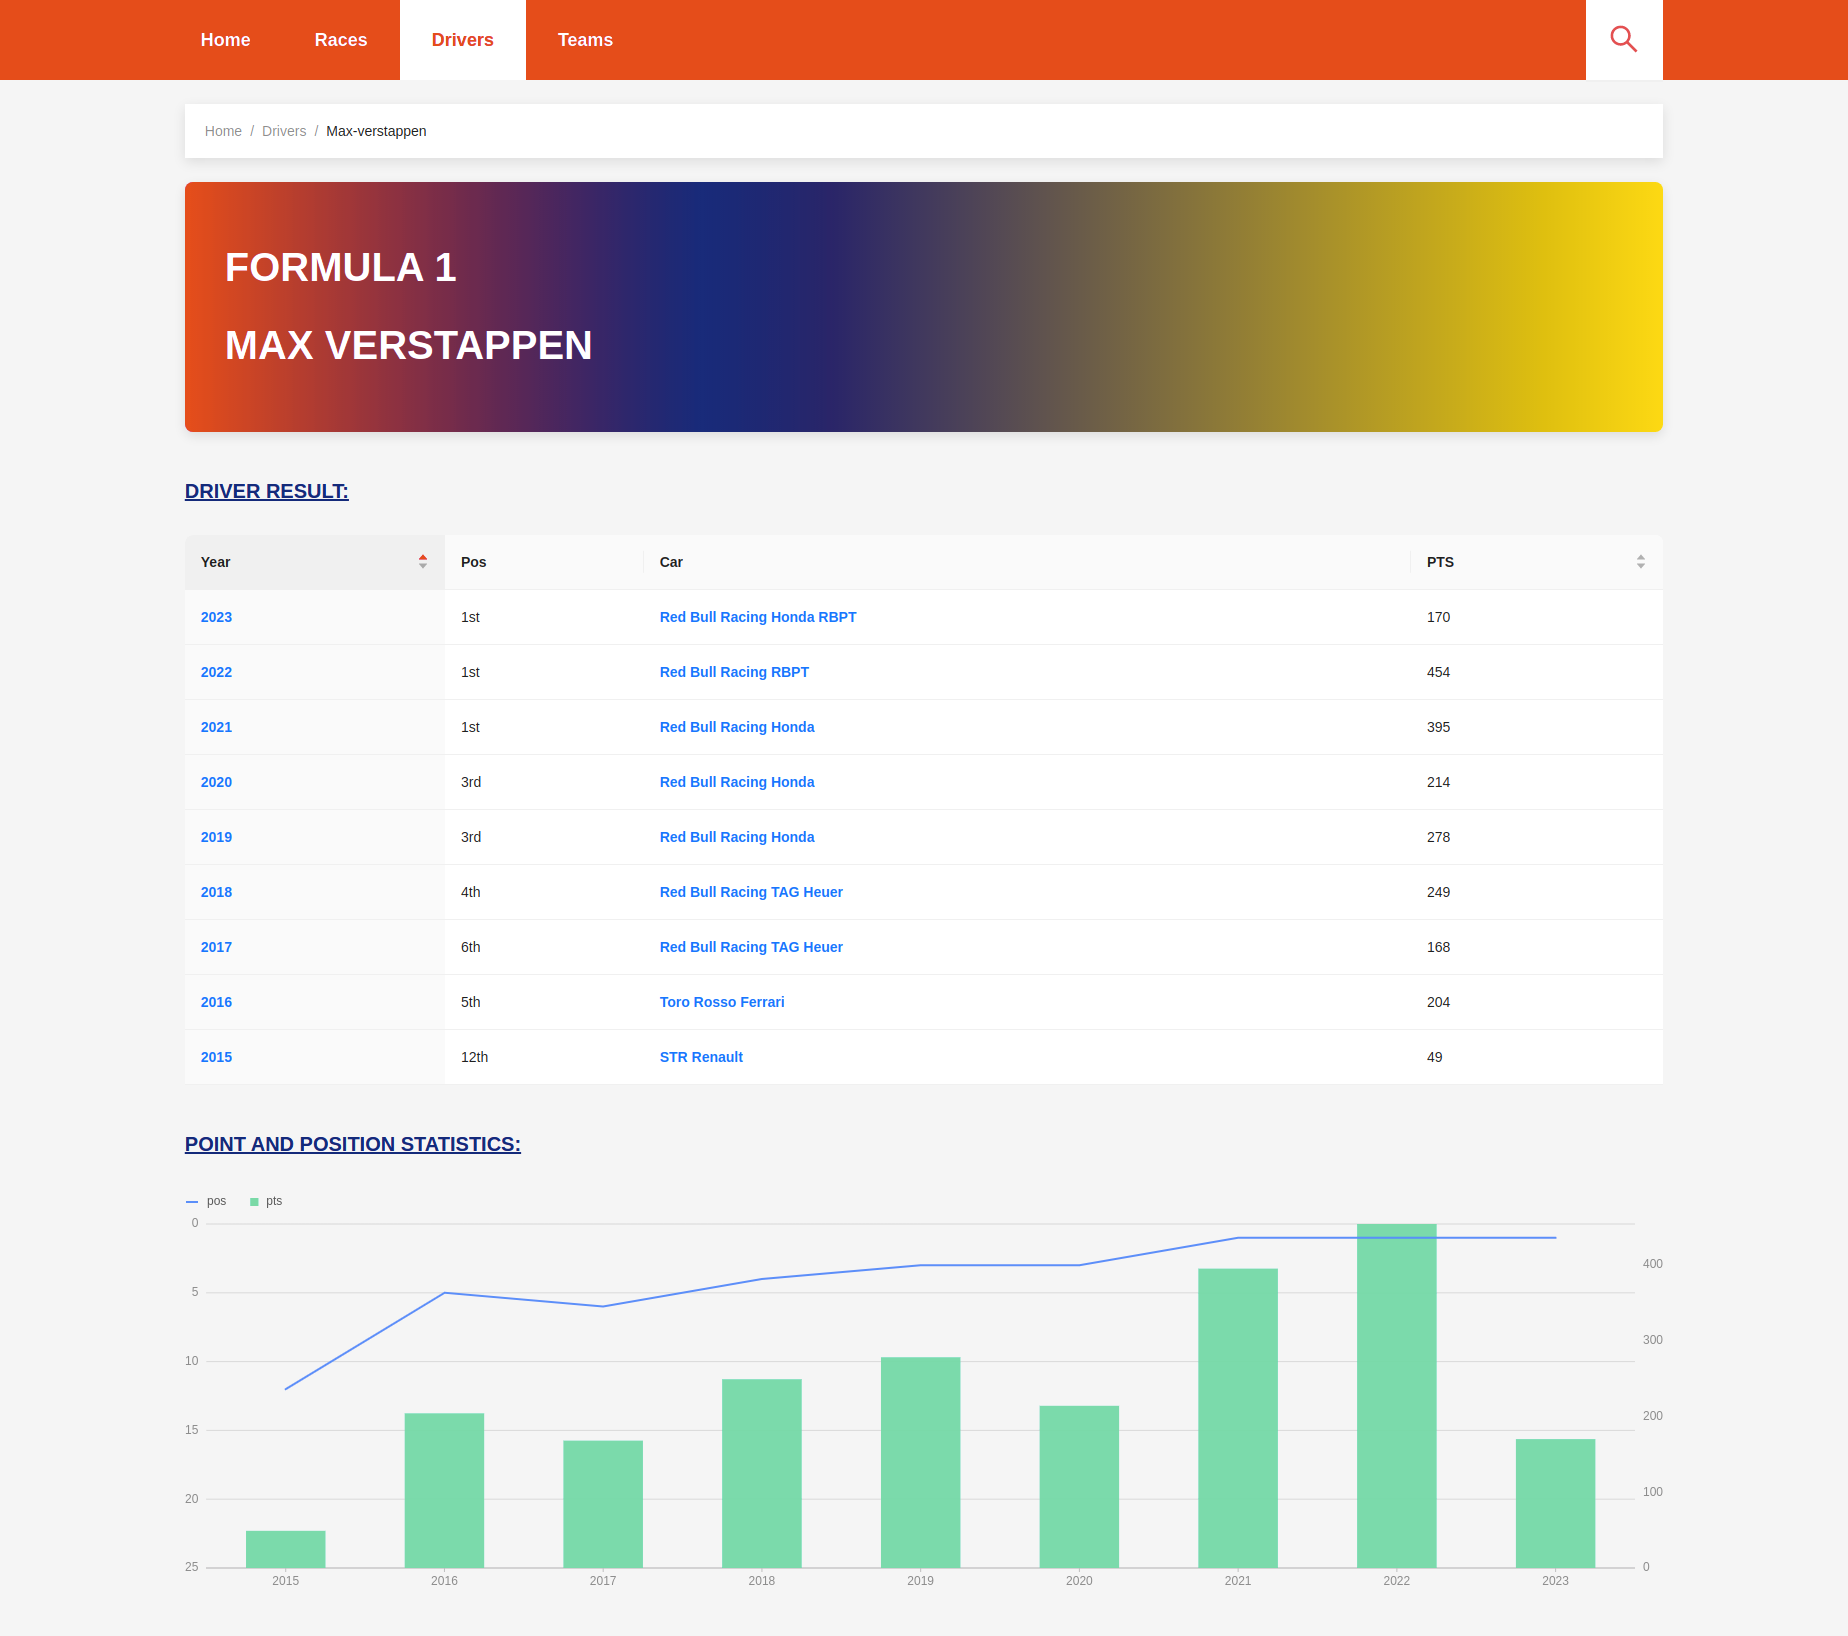 Home Races Drivers Teams
Home / Drivers / Max-verstappen
FORMULA 1
MAX VERSTAPPEN
DRIVER RESULT:
Year Pos Car PTS
2023 1st Red Bull Racing Honda RBPT 170
2022 1st Red Bull Racing RBPT 454
2021 1st Red Bull Racing Honda 395
2020 3rd Red Bull Racing Honda 214
2019 3rd Red Bull Racing Honda 278
2018 4th Red Bull Racing TAG Heuer 249
2017 6th Red Bull Racing TAG Heuer 168
2016 5th Toro Rosso Ferrari 204
2015 12th STR Renault 49
POINT AND POSITION STATISTICS:
pos pts
0
400
5
300
10
200
15
100
20
25 0
2015 2016 2017 2018 2019 2020 2021 2022 2023